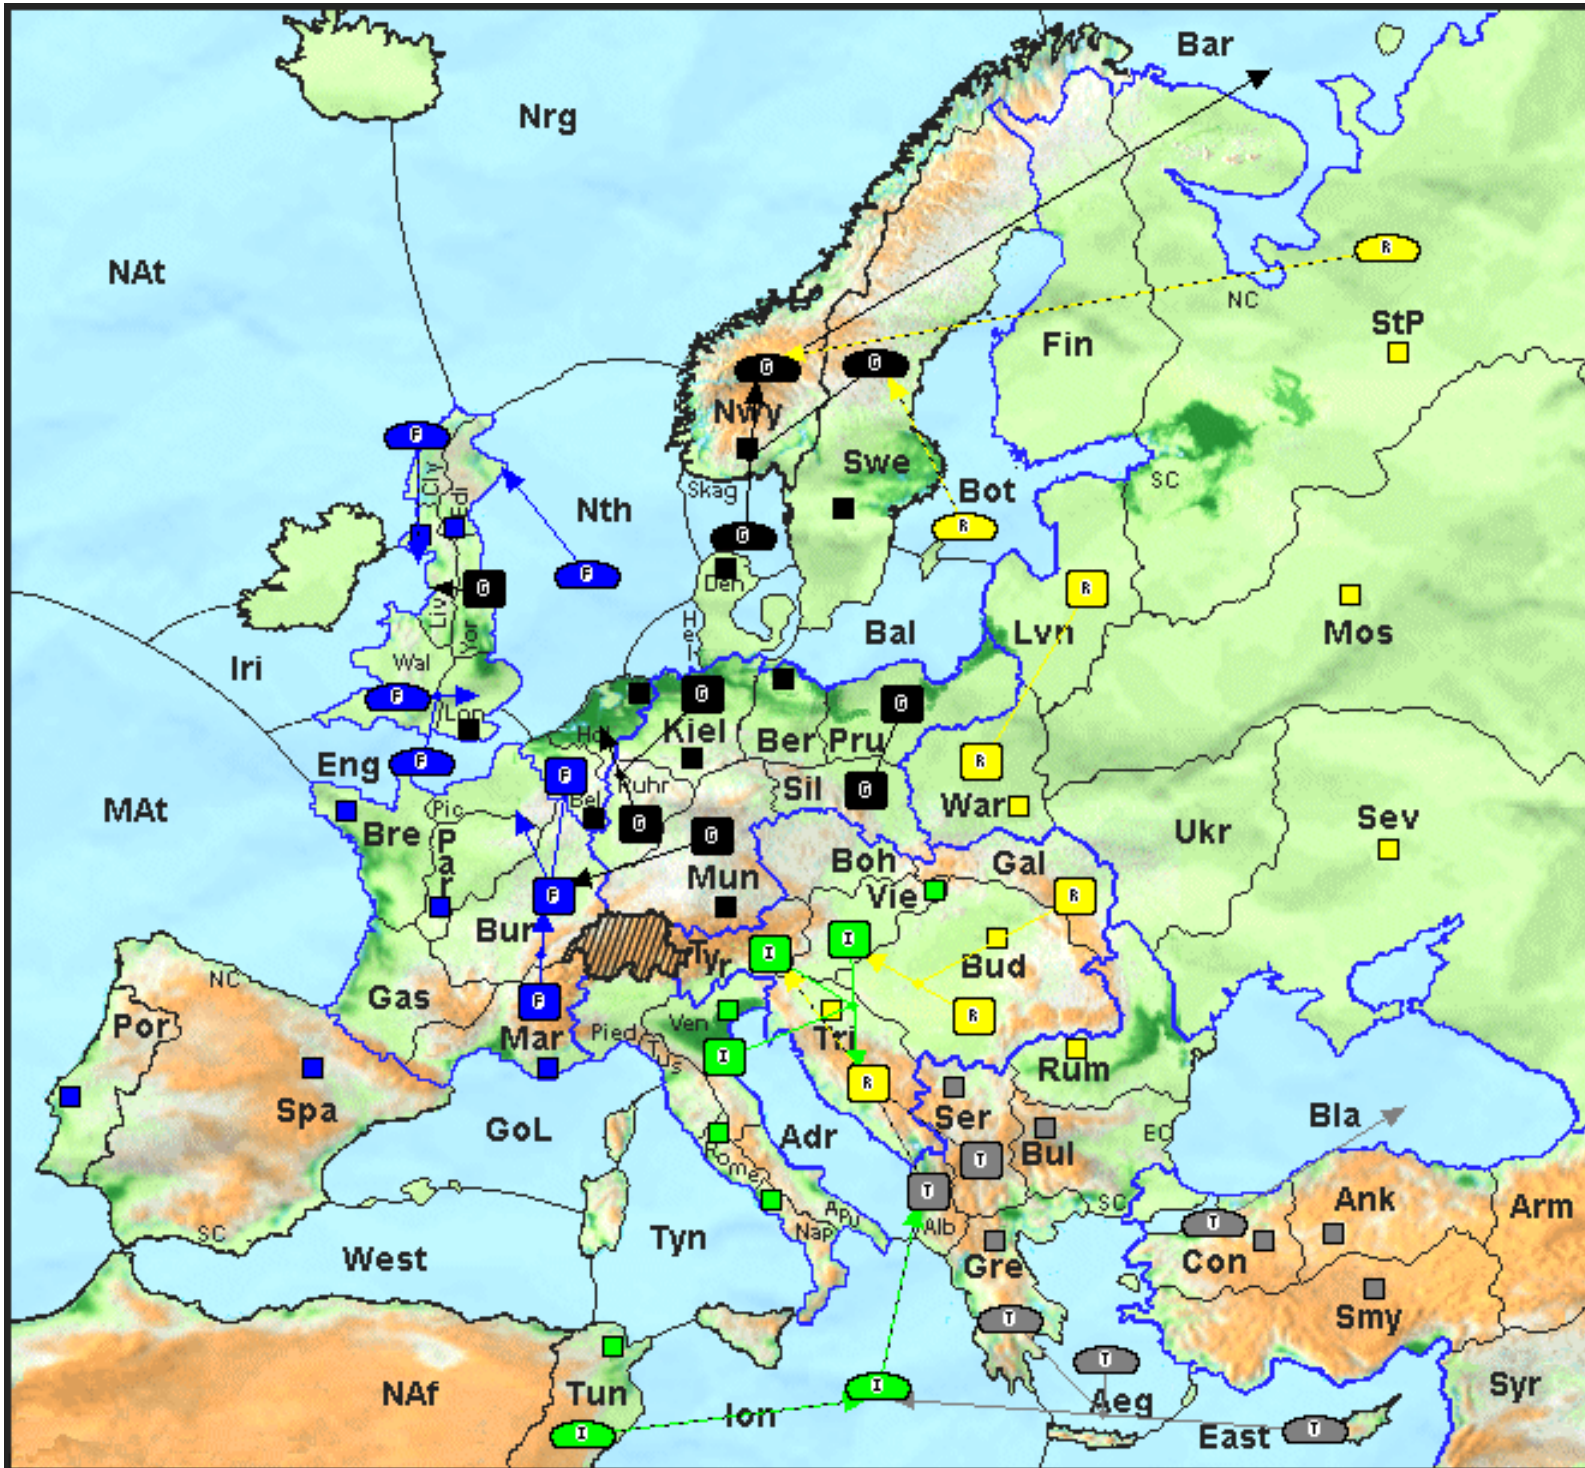 Bar
Nrg
NAt
R
NC
StP
Fin
G
G
Nwy
F
Cly
Edi
Swe
SC
Skag
Bot
Nth
G
R
F
Den
G
R
Liv
Yor
Hel
Bal
Lvn
Mos
Iri
Wal
F
G
G
Lon
Hol
Kiel
Ber
Pru
Eng
F
F
Ruhr
Sil
G
R
War
MAt
Pic
Bel
Bre
Par
G
G
Ukr
Sev
Boh
Gal
Mun
Vie
F
R
Bur
I
I
Tyr
Bud
NC
Gas
F
R
Por
Mar
Pied
Ven
Tus
Tri
I
Rum
R
Spa
GoL
Adr
Ser
Bul
EC
Bla
Rome
T
T
Ank
Arm
SC
Apu
Nap
Alb
SC
T
West
Tyn
Gre
Con
T
Smy
T
NAf
Tun
I
Ion
Aeg
Syr
I
T
East